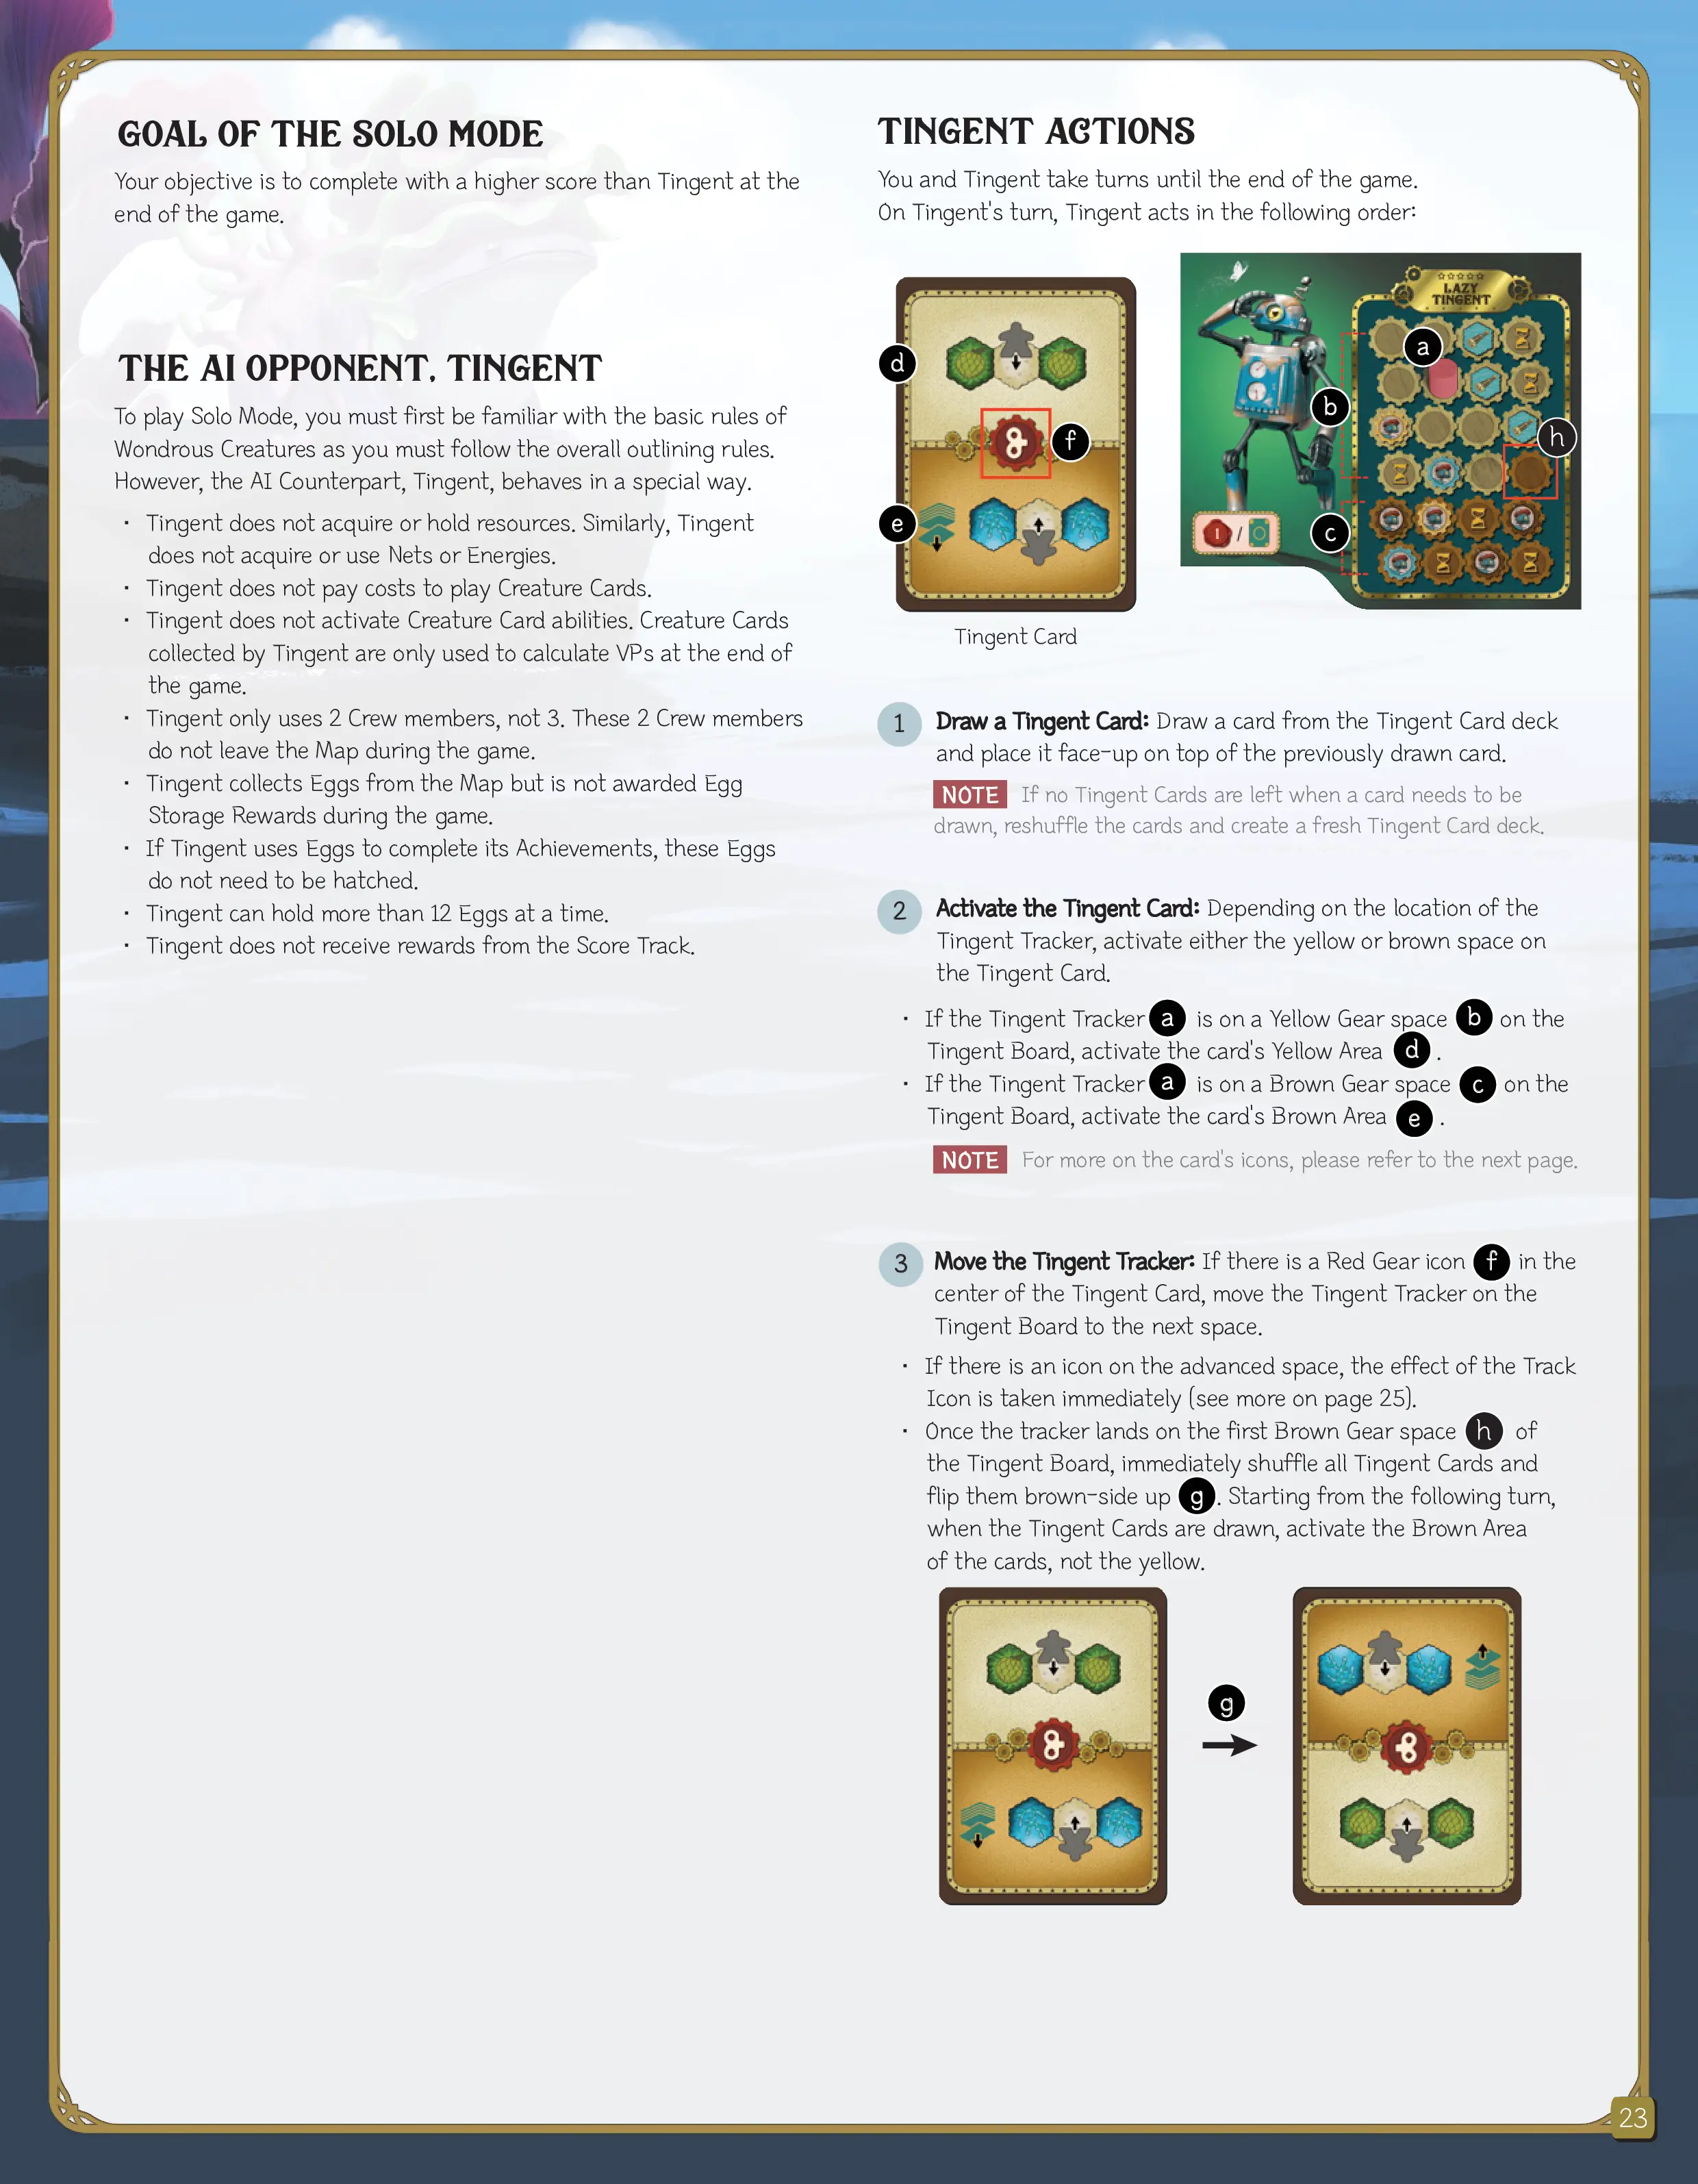 GOAL OF THE SOLO MODE
Your objective is to complete with a higher score than Tingent at the
end of the game.
THE AI OPPONENT, TINGENT
To play Solo Mode, you must first be familiar with the basic rules of
Wondrous Creatures as you must follow the overall outlining rules.
However, the AI Counterpart, Tingent, behaves in a special way.
· Tingent does not acquire or hold resources. Similarly, Tingent
does not acquire or use Nets or Energies.
· Tingent does not pay costs to play Creature Cards.
· Tingent does not activate Creature Card abilities. Creature Cards
collected by Tingent are only used to calculate VPs at the end of
the game.
· Tingent only uses 2 Crew members, not 3. These 2 Crew members
do not leave the Map during the game.
· Tingent collects Eggs from the Map but is not awarded Egg
Storage Rewards during the game.
· If Tingent uses Eggs to complete its Achievements, these Eggs
do not need to be hatched.
· Tingent can hold more than 12 Eggs at a time.
· Tingent does not receive rewards from the Score Track.
TINGENT ACTIONS
You and Tingent take turns until the end of the game.
On Tingent's turn, Tingent acts in the following order:
d
f
e
Tingent Card
LAZY
TINGENT
a
b
h
c
1 /
1 Draw a Tingent Card: Draw a card from the Tingent Card deck
and place it face-up on top of the previously drawn card.
NOTE If no Tingent Cards are left when a card needs to be
drawn, reshuffle the cards and create a fresh Tingent Card deck.
2 Activate the Tingent Card: Depending on the location of the
Tingent Tracker, activate either the yellow or brown space on
the Tingent Card.
· If the Tingent Tracker a is on a Yellow Gear space b on the
Tingent Board, activate the card's Yellow Area d .
· If the Tingent Tracker a is on a Brown Gear space c on the
Tingent Board, activate the card's Brown Area e .
NOTE For more on the card's icons, please refer to the next page.
3 Move the Tingent Tracker: If there is a Red Gear icon f in the
center of the Tingent Card, move the Tingent Tracker on the
Tingent Board to the next space.
· If there is an icon on the advanced space, the effect of the Track
Icon is taken immediately (see more on page 25).
· Once the tracker lands on the first Brown Gear space h of
the Tingent Board, immediately shuffle all Tingent Cards and
flip them brown-side up g . Starting from the following turn,
when the Tingent Cards are drawn, activate the Brown Area
of the cards, not the yellow.
g
23